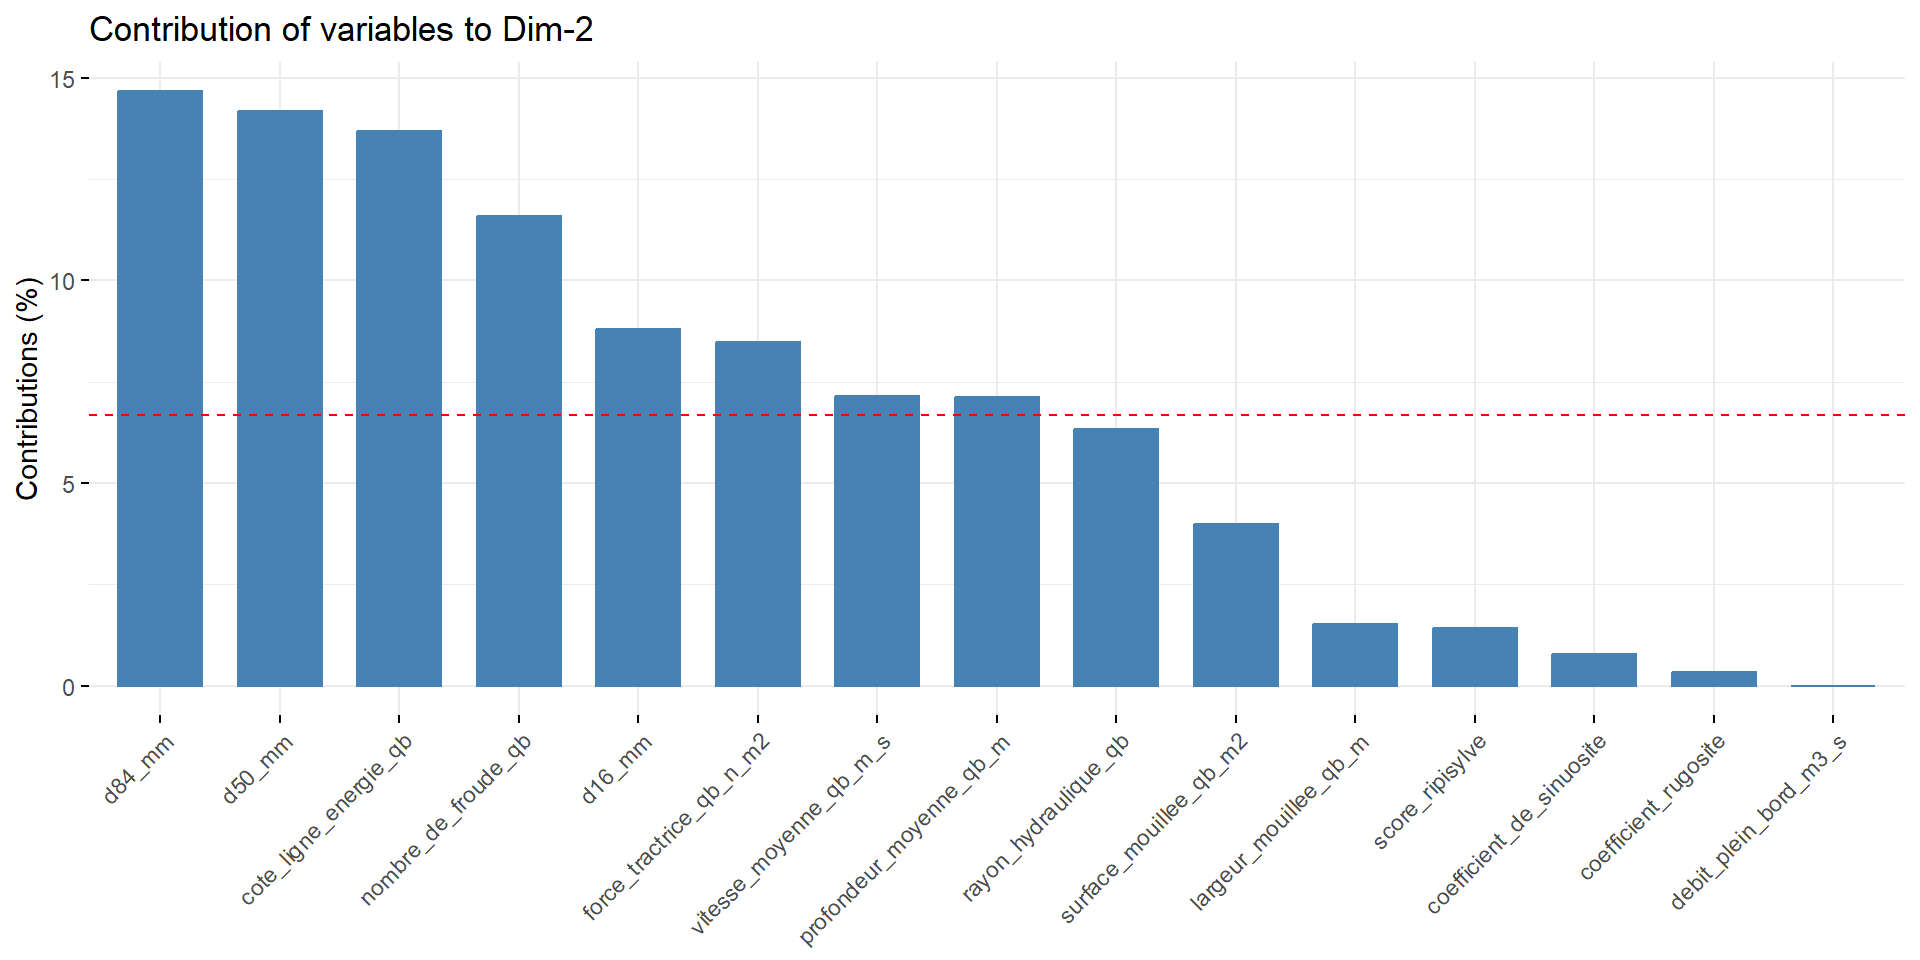 Contribution of variables to Dim-2
Contributions (%)
15
10
5
0
d84_mm
d50_mm
cote_ligne_energie_qb
nombre_de_froude_qb
d16_mm
force_tractrice_qb_n_m2
vitesse_moyenne_qb_m_s
profondeur_moyenne_qb_m
rayon_hydraulique_qb
surface_mouillee_qb_m2
largeur_mouillee_qb_m
score_ripisylve
coefficient_de_sinuosite
coefficient_rugosite
debit_plein_bord_m3_s